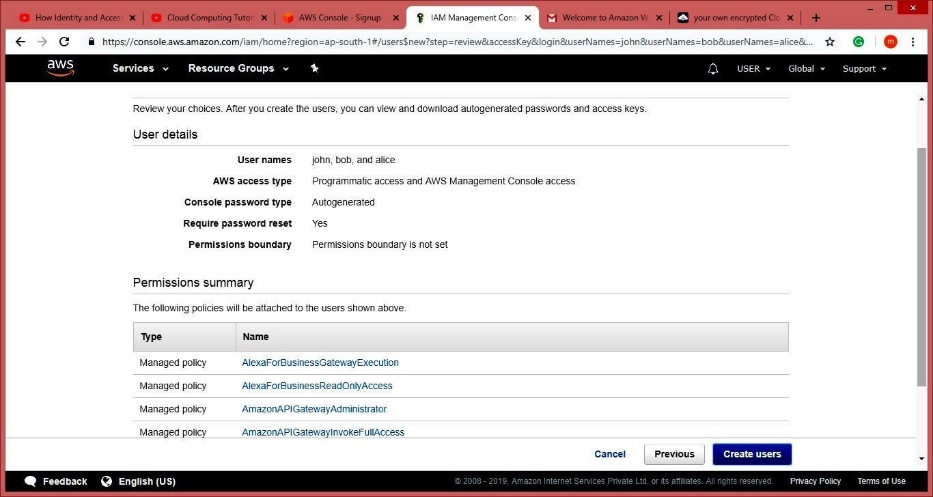 How Identity and Access
Cloud Computing Tutor
AWS Console - Signup
IAM Management Cons
Welcome to Amazon W
your own encrypted Clo
https://console.aws.amazon.com/iam/home?region=ap-south-1#/users$new?step=review&accessKey&login&userNames=john&userNames=bob&userNames=alice&...
m
aws Services Resource Groups USER Global Support
Review your choices. After you create the users, you can view and download autogenerated passwords and access keys.
User details
User names john, bob, and alice
AWS access type Programmatic access and AWS Management Console access
Console password type Autogenerated
Require password reset Yes
Permissions boundary Permissions boundary is not set
Permissions summary
The following policies will be attached to the users shown above.
Type Name
Managed policy AlexaForBusinessGatewayExecution
Managed policy AlexaForBusinessReadOnlyAccess
Managed policy AmazonAPIGatewayAdministrator
Managed policy AmazonAPIGatewayInvokeFullAccess
Cancel Previous Create users
Feedback English (US) © 2008 - 2019, Amazon Internet Services Private Ltd. or its affiliates. All rights reserved. Privacy Policy Terms of Use